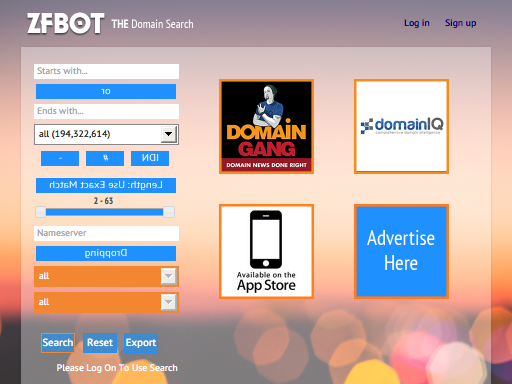 ZFBOT THE Domain Search
Log in Sign up
Starts with...
or
Ends with...
all (194,322,614)
- # IDN
Length: Use Exact Match
2 - 63
Nameserver
Dropping
all
all
Search Reset Export
Please Log On To Use Search
DOMAIN
GANG
DOMAIN NEWS DONE RIGHT
domainIQ
comprehensive domain intelligence
Available on the
App Store
Advertise
Here